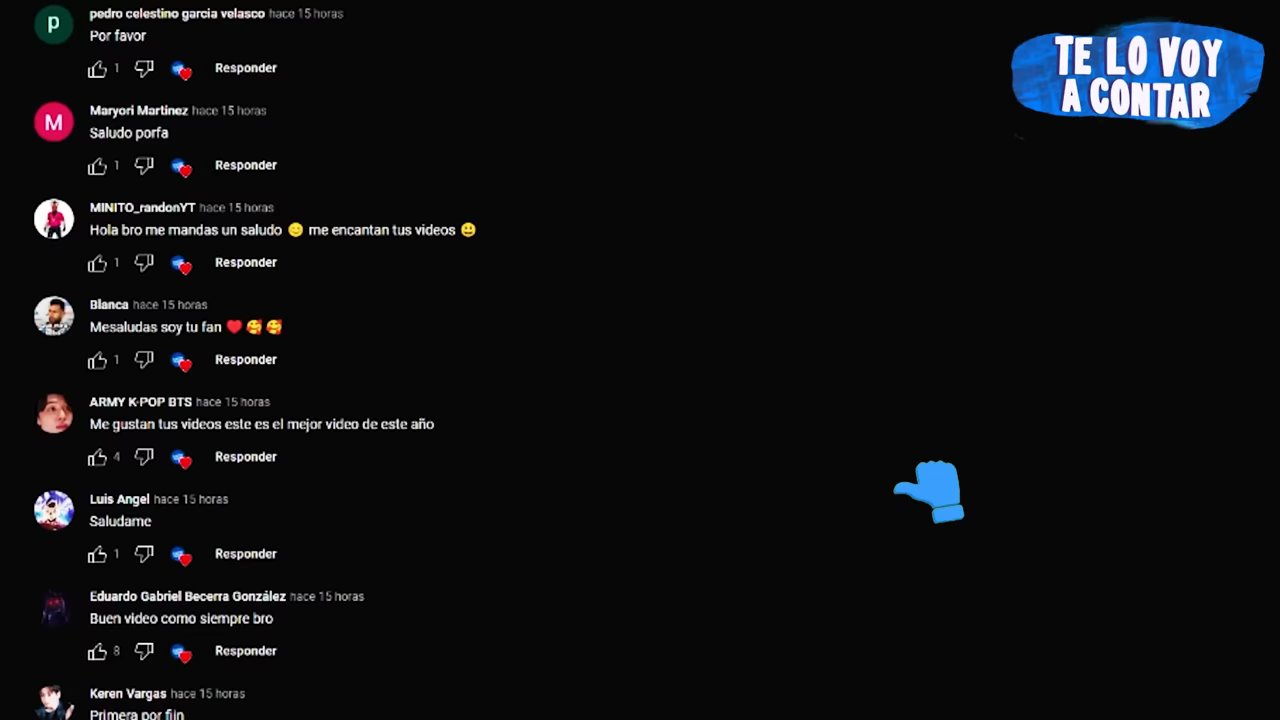 pedro celestino garcia velasco hace 15 horas
Por favor
1 Responder
TE LO VOY
A CONTAR
Maryori Martinez hace 15 horas
Saludo porfa
1 Responder
MINITO_randonYT hace 15 horas
Hola bro me mandas un saludo 😊 me encantan tus videos 😃
1 Responder
Blanca hace 15 horas
Mesaludas soy tu fan ❤️ 🥰 🥰
1 Responder
ARMY K-POP BTS hace 15 horas
Me gustan tus videos este es el mejor video de este año
4 Responder
Luis Angel hace 15 horas
Saludame
1 Responder
Eduardo Gabriel Becerra González hace 15 horas
Buen video como siempre bro
8 Responder
Keren Vargas hace 15 horas
Primera por fiin
P
M